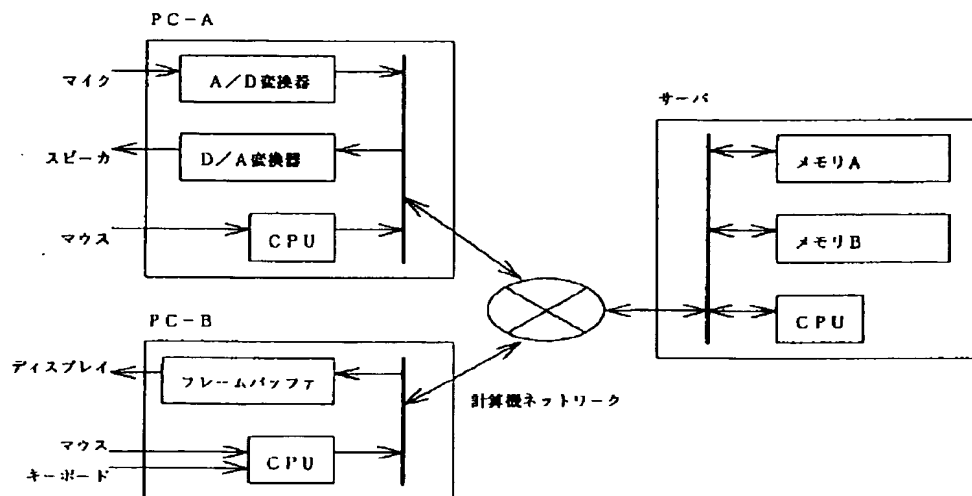 PC-A
マイク
A/D変換器
スピーカ
D/A変換器
マウス
CPU
サーバ
メモリA
メモリB
CPU
PC-B
ディスプレイ
フレームバッファ
計算機ネットワーク
マウス
キーボード
CPU